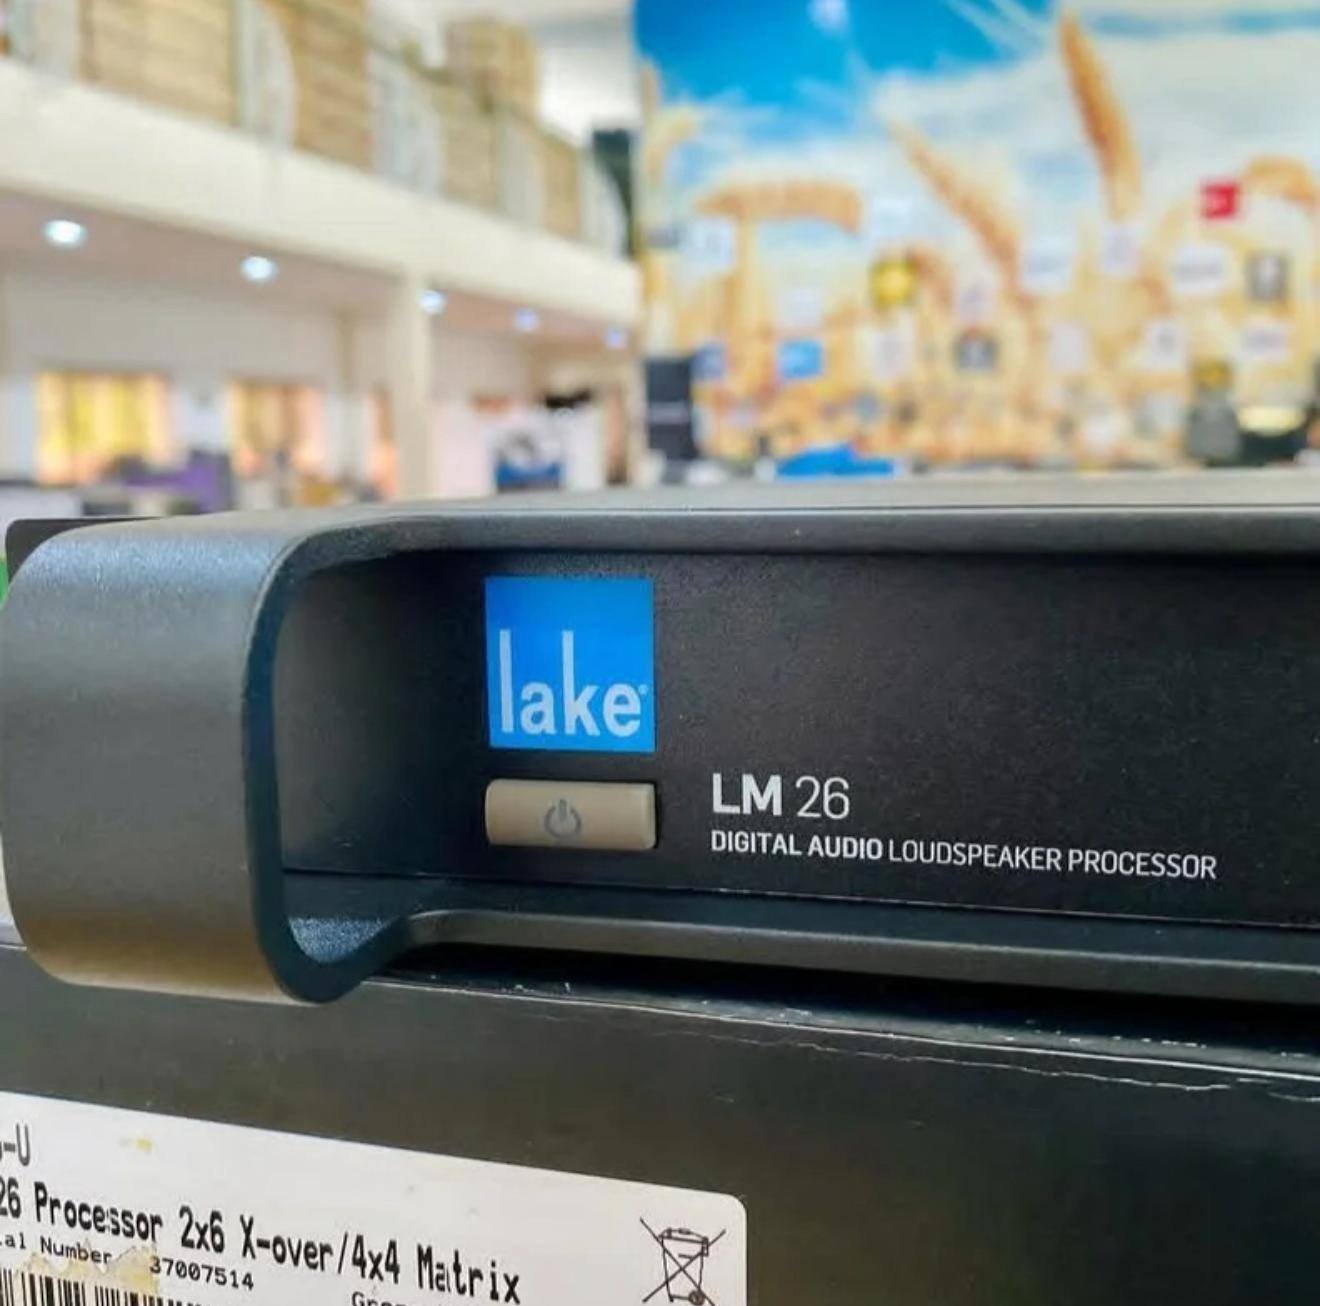 lake
LM 26
DIGITAL AUDIO LOUDSPEAKER PROCESSOR
-U
26 Processor 2x6 X-over/4x4 Matrix
Number 37007514